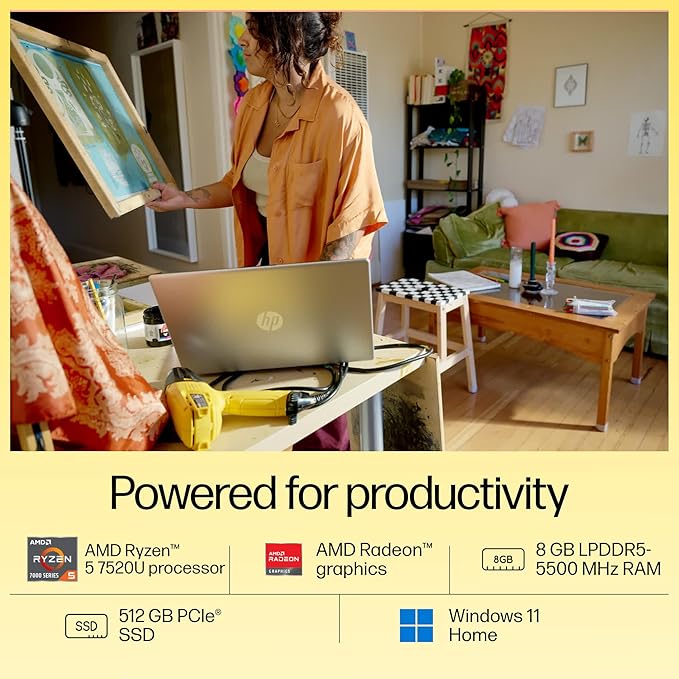 hp
Powered for productivity
AMD
RYZEN
7000 SERIES 5
AMD Ryzen™
5 7520U processor
AMD
RADEON
GRAPHICS
AMD Radeon™
graphics
8GB
8 GB LPDDR5-
5500 MHz RAM
SSD
512 GB PCIe®
SSD
Windows 11
Home